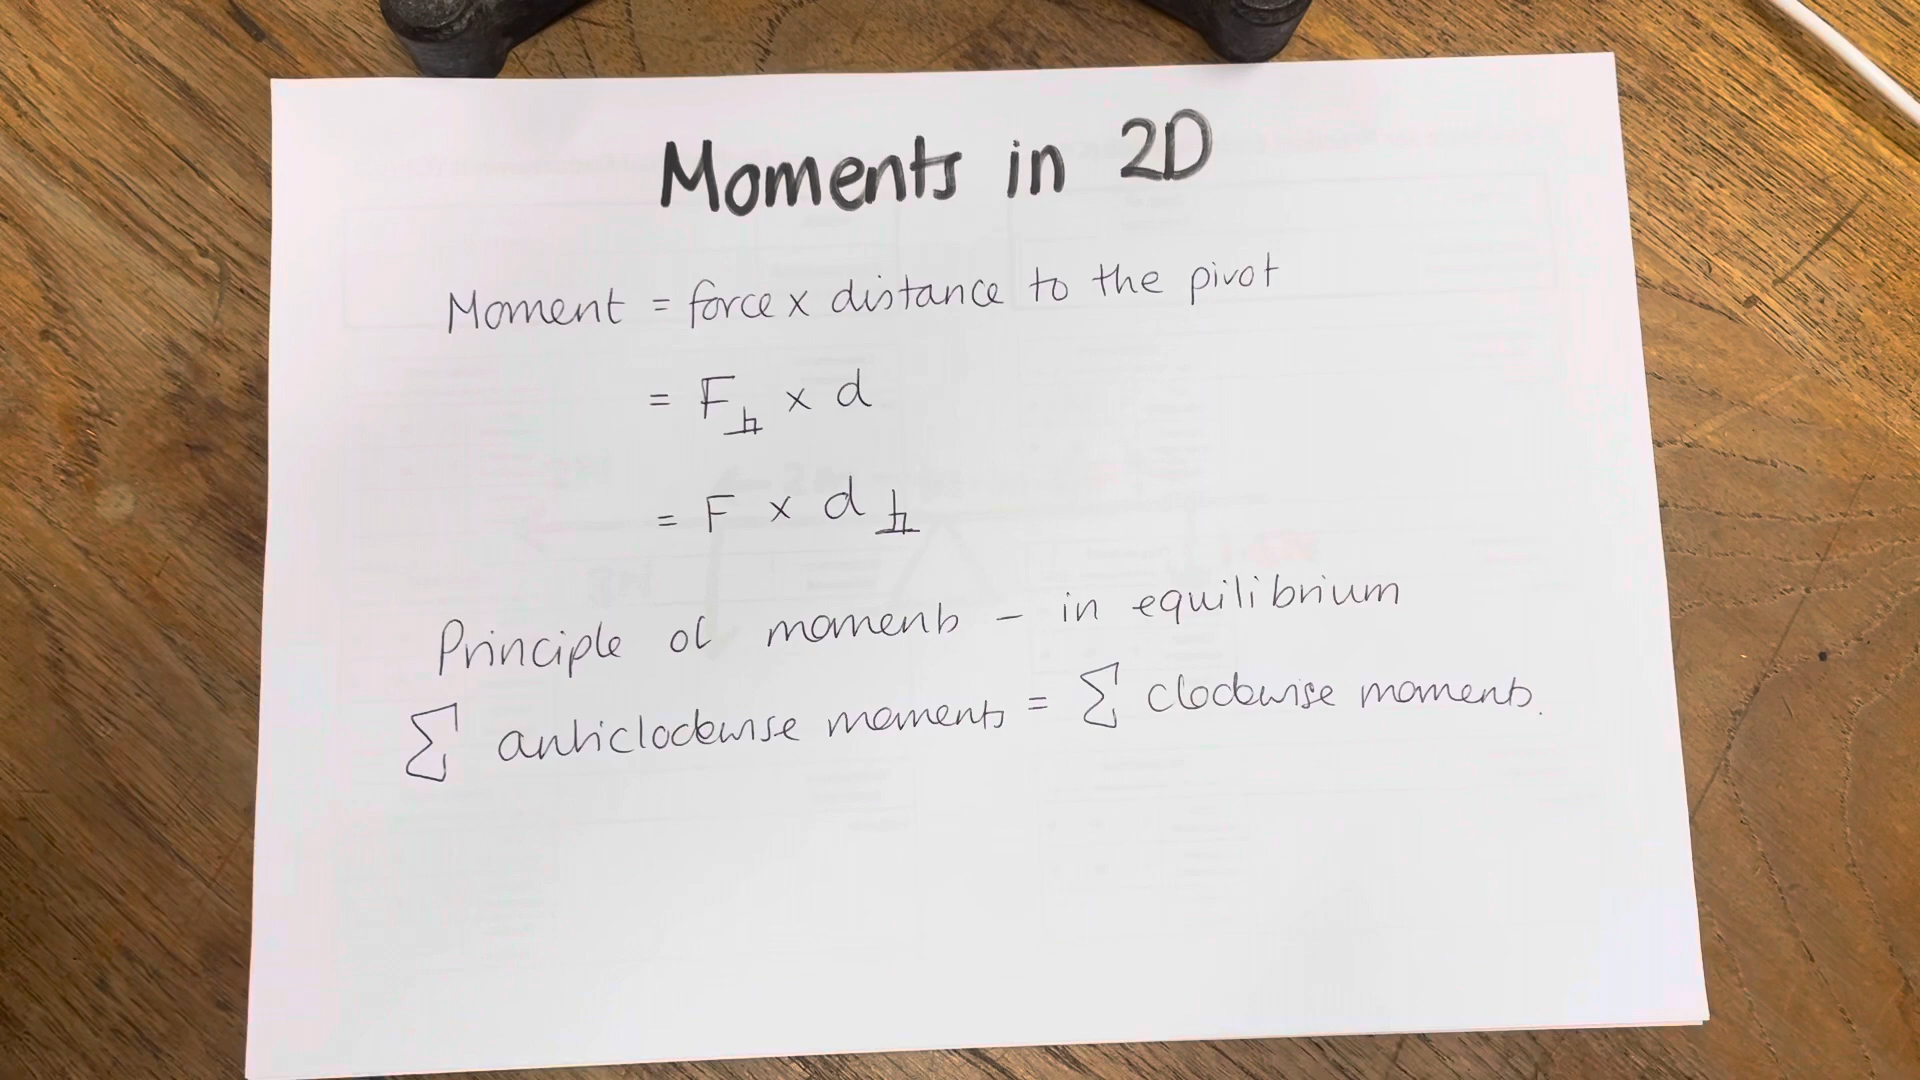 Moments in 2D
Moment = force x distance to the pivot
= F⊥ x d
= F x d⊥
Principle of moments – in equilibrium
∑ anticlockwise moments = ∑ clockwise moments.